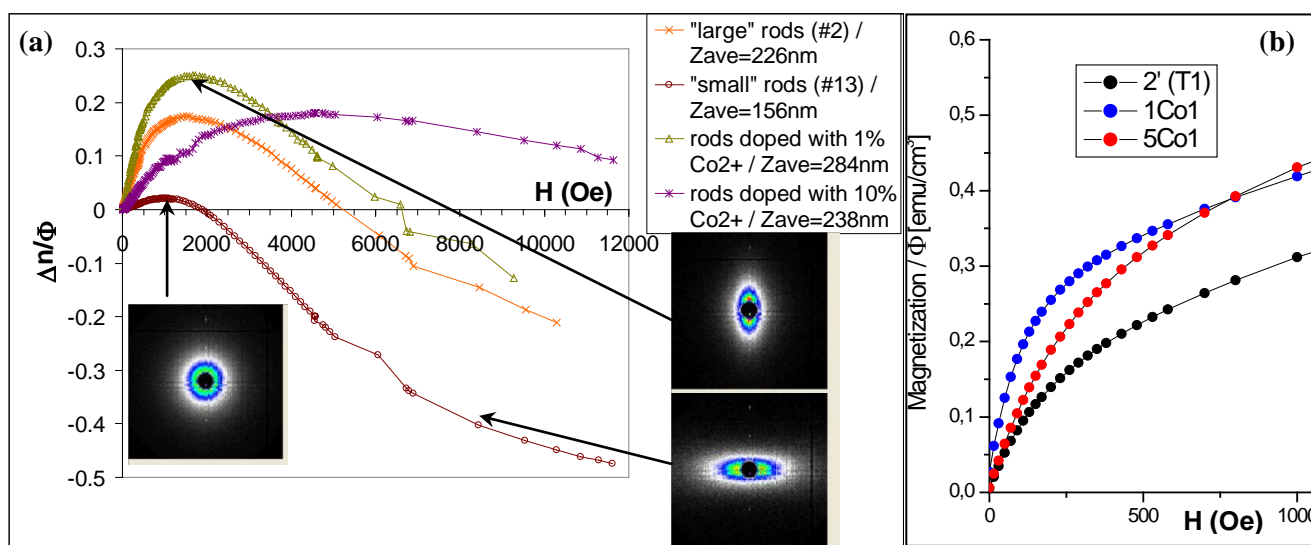 (a)
0.3
0.2
0.1
0
-0.1
-0.2
-0.3
-0.4
-0.5
Δn/Φ
0 2000 4000 6000 8000 10000 12000
H (Oe)
"large" rods (#2) /
Zave=226nm
"small" rods (#13) /
Zave=156nm
rods doped with 1%
Co2+ / Zave=284nm
rods doped with 10%
Co2+ / Zave=238nm
(b)
0,6
0,5
0,4
0,3
0,2
0,1
0,0
Magnetization / Φ [emu/cm³]
2' (T1)
1Co1
5Co1
0 500 1000
H (Oe)